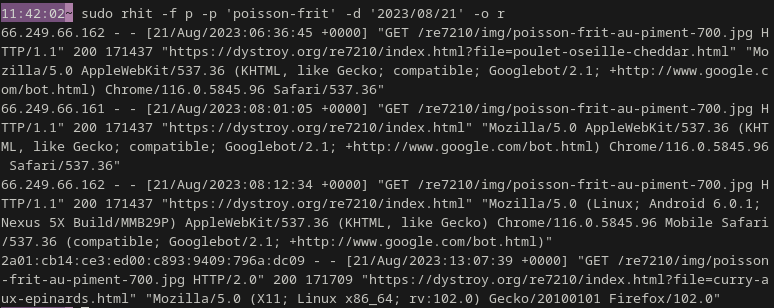 11:42:02~ sudo rhit -f p -p 'poisson-frit' -d '2023/08/21' -o r
66.249.66.162 - - [21/Aug/2023:06:36:45 +0000] "GET /re7210/img/poisson-frit-au-piment-700.jpg H
TTP/1.1" 200 171437 "https://dystroy.org/re7210/index.html?file=poulet-oseille-cheddar.html" "Mo
zilla/5.0 AppleWebKit/537.36 (KHTML, like Gecko; compatible; Googlebot/2.1; +http://www.google.c
om/bot.html) Chrome/116.0.5845.96 Safari/537.36"
66.249.66.161 - - [21/Aug/2023:08:01:05 +0000] "GET /re7210/img/poisson-frit-au-piment-700.jpg H
TTP/1.1" 200 171437 "https://dystroy.org/re7210/index.html" "Mozilla/5.0 AppleWebKit/537.36 (KHT
ML, like Gecko; compatible; Googlebot/2.1; +http://www.google.com/bot.html) Chrome/116.0.5845.96
 Safari/537.36"
66.249.66.162 - - [21/Aug/2023:08:12:34 +0000] "GET /re7210/img/poisson-frit-au-piment-700.jpg H
TTP/1.1" 200 171437 "https://dystroy.org/re7210/index.html" "Mozilla/5.0 (Linux; Android 6.0.1; 
Nexus 5X Build/MMB29P) AppleWebKit/537.36 (KHTML, like Gecko) Chrome/116.0.5845.96 Mobile Safari
/537.36 (compatible; Googlebot/2.1; +http://www.google.com/bot.html)"
2a01:cb14:ce3:ed00:c893:9409:796a:dc09 - - [21/Aug/2023:13:07:39 +0000] "GET /re7210/img/poisson
-frit-au-piment-700.jpg HTTP/2.0" 200 171709 "https://dystroy.org/re7210/index.html?file=curry-a
ux-epinards.html" "Mozilla/5.0 (X11; Linux x86_64; rv:102.0) Gecko/20100101 Firefox/102.0"